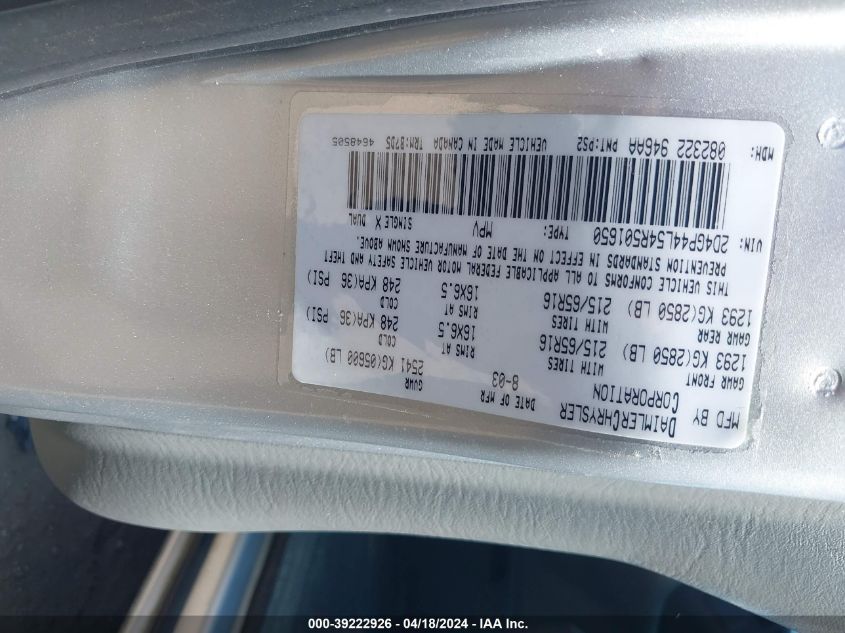 MFD BY DAIMLERCHRYSLER CORPORATION
DATE OF MFR 8-03
GVWR 2541 KG(05600 LB)
GAWR FRONT WITH TIRES RIMS AT COLD
1293 KG(2850 LB) 215/65R16 16X6.5 248 KPA(36 PSI)
GAWR REAR WITH TIRES RIMS AT COLD
1293 KG(2850 LB) 215/65R16 16X6.5 248 KPA(36 PSI)
THIS VEHICLE CONFORMS TO ALL APPLICABLE FEDERAL MOTOR VEHICLE SAFETY AND THEFT
PREVENTION STANDARDS IN EFFECT ON THE DATE OF MANUFACTURE SHOWN ABOVE.
VIN: 2D4GP44L54R501650 TYPE: MPV SINGLE X DUAL
MDH: 082322 946AA PNT:PS2 VEHICLE MADE IN CANADA TRM:B7D5 4648505
000-39222926 - 04/18/2024 - IAA Inc.